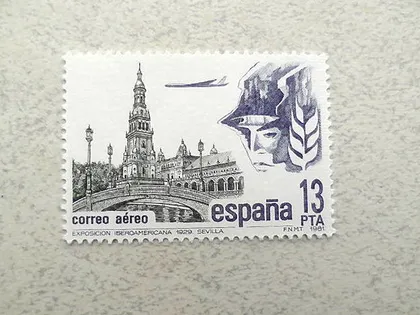 correo aéreo
españa 13
PTA
EXPOSICION IBEROAMERICANA 1929. SEVILLA
F.N.M.T. 1981